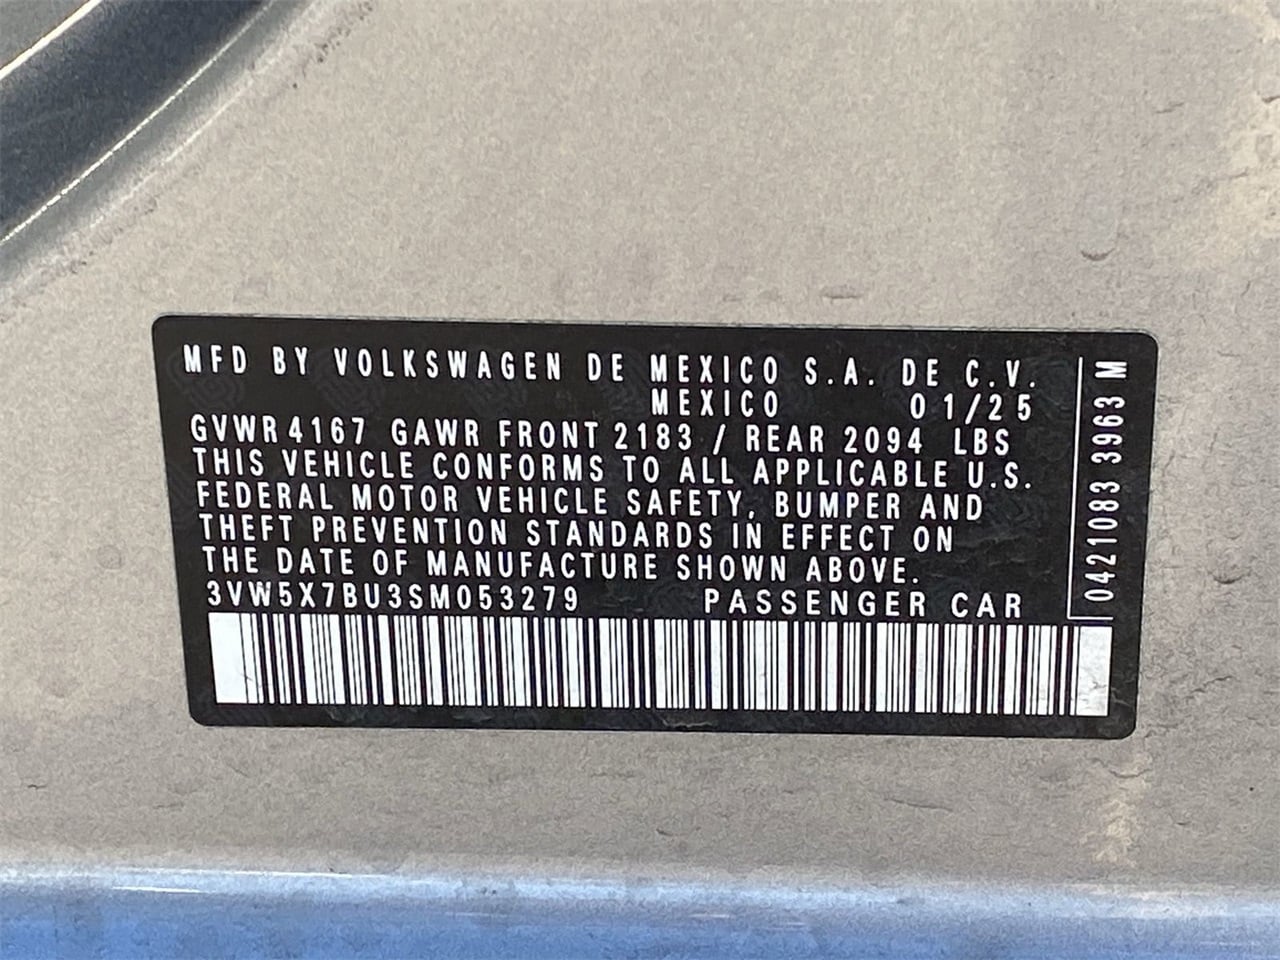 MFD BY VOLKSWAGEN DE MEXICO S.A. DE C.V.
MEXICO 01/25
GVWR 4167 GAWR FRONT 2183 / REAR 2094 LBS
THIS VEHICLE CONFORMS TO ALL APPLICABLE U.S.
FEDERAL MOTOR VEHICLE SAFETY, BUMPER AND
THEFT PREVENTION STANDARDS IN EFFECT ON
THE DATE OF MANUFACTURE SHOWN ABOVE.
3VW5X7BU3SM053279 PASSENGER CAR
0421083 3963 M